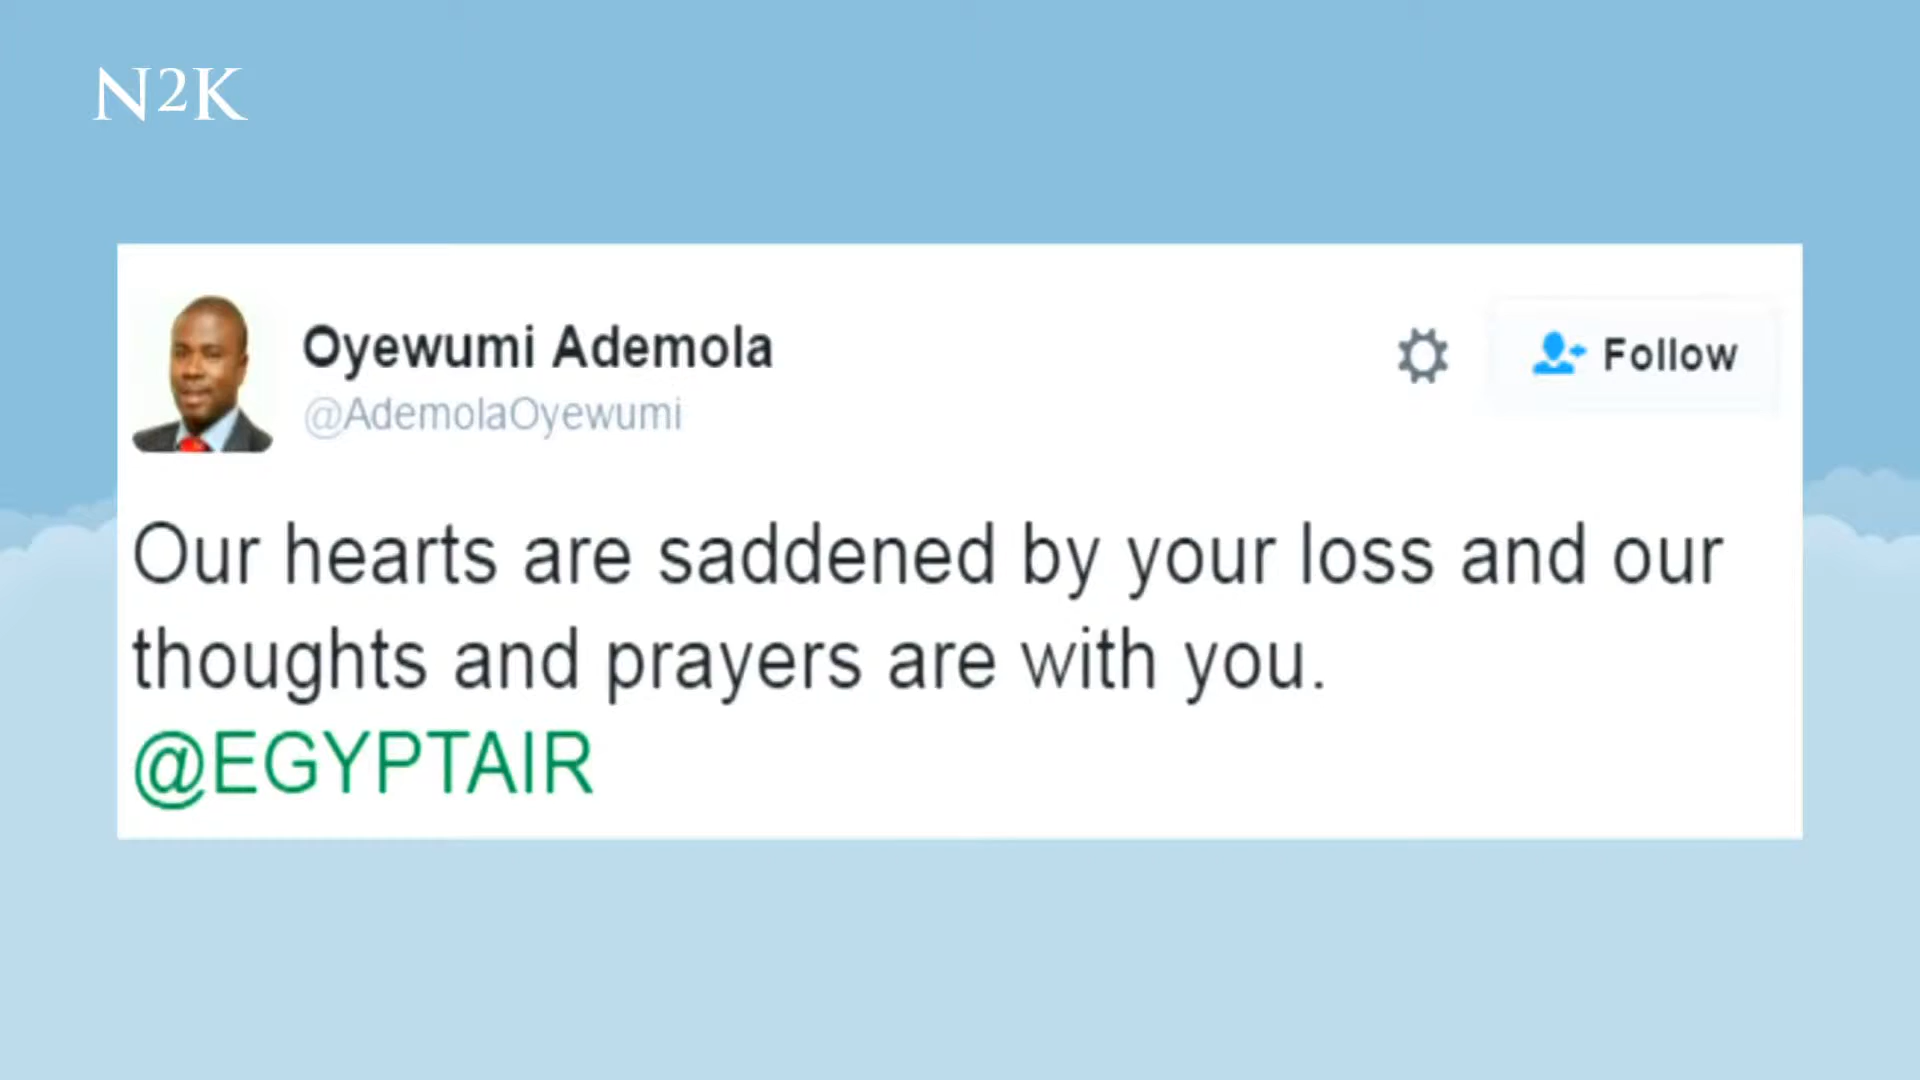 N2K
Oyewumi Ademola
@AdemolaOyewumi
Follow
Our hearts are saddened by your loss and our
thoughts and prayers are with you.
@EGYPTAIR